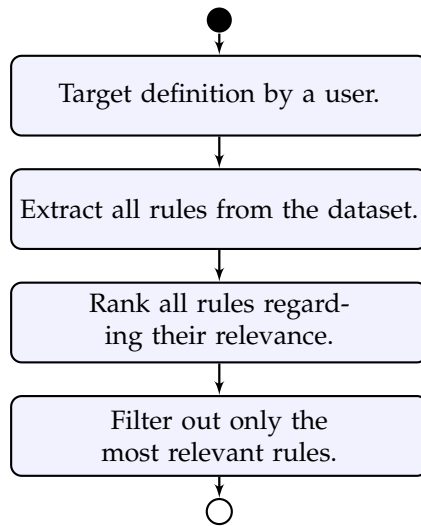 Target definition by a user.
Extract all rules from the dataset.
Rank all rules regard-
ing their relevance.
Filter out only the
most relevant rules.